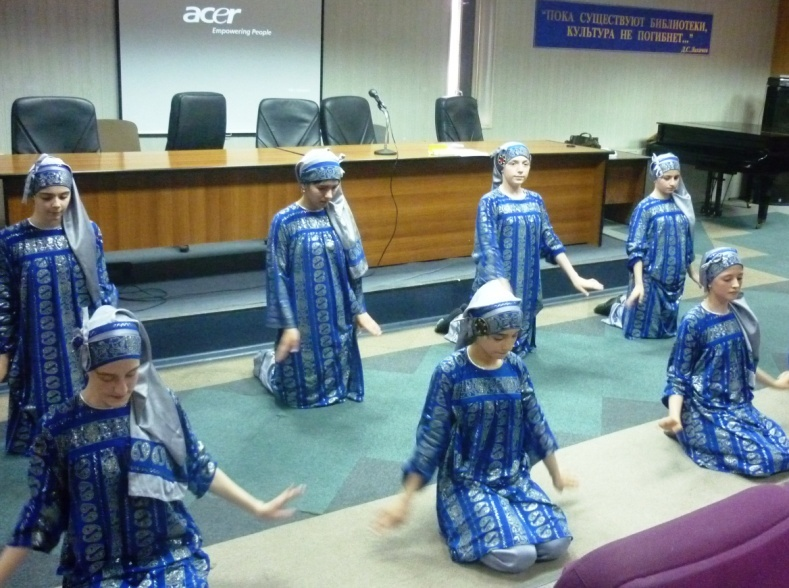 acer
Empowering People
"ПОКА СУЩЕСТВУЮТ БИБЛИОТЕКИ,
КУЛЬТУРА НЕ ПОГИБНЕТ..."
Д.С. Лихачев